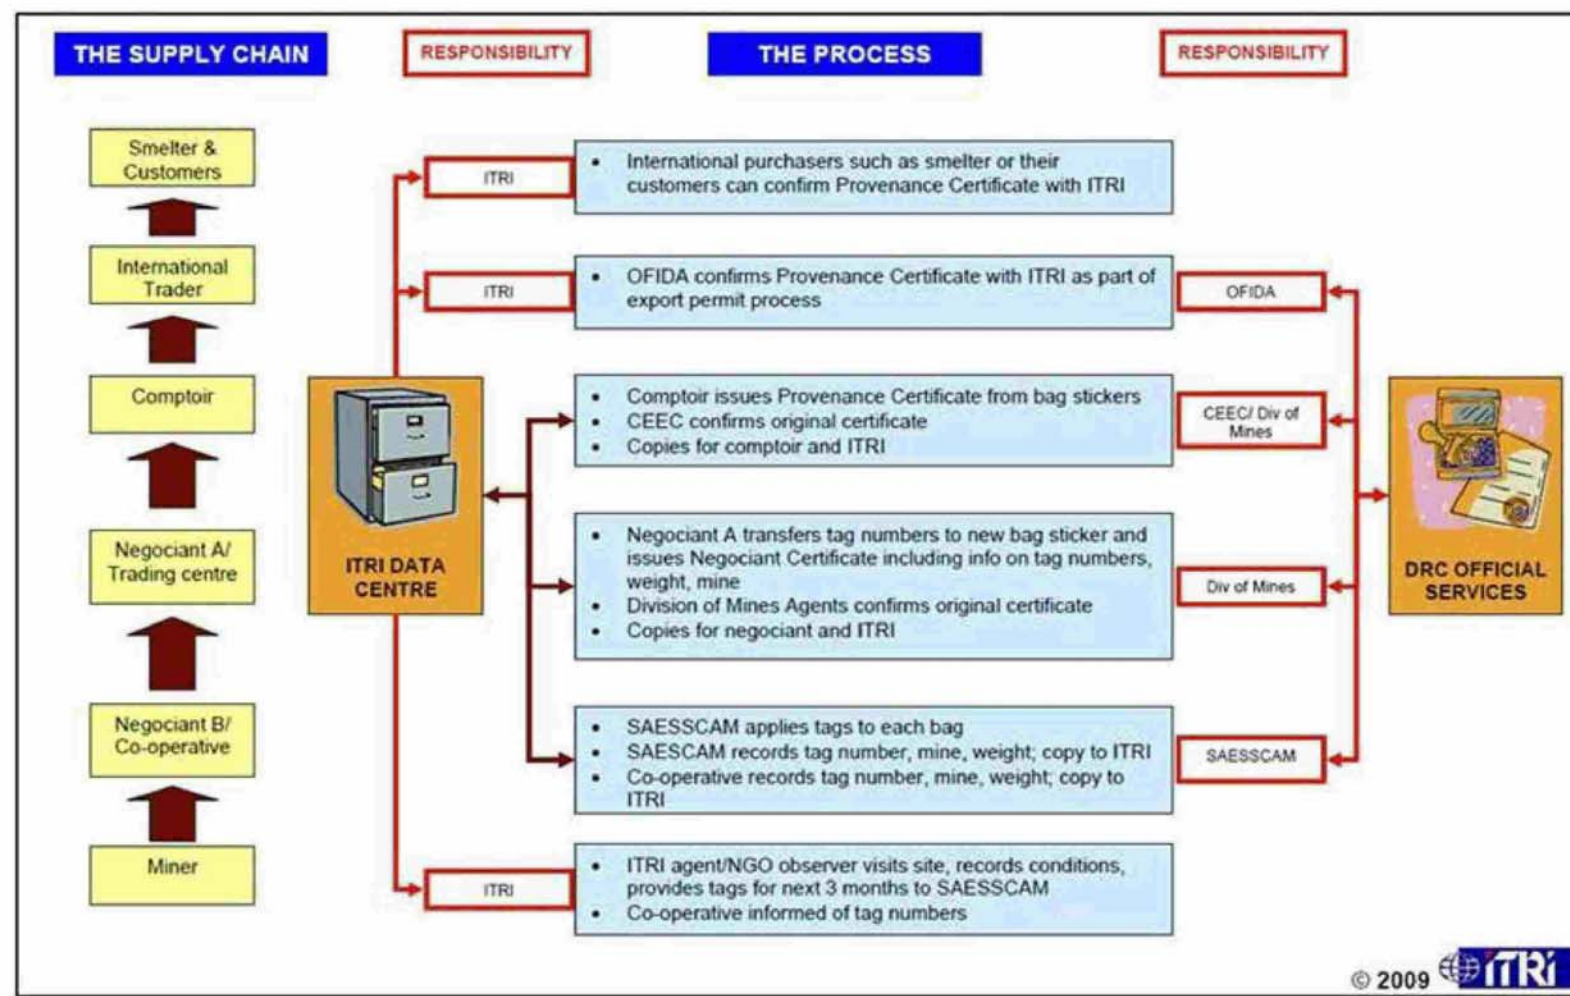 THE SUPPLY CHAIN
RESPONSIBILITY
THE PROCESS
RESPONSIBILITY
Smelter &
Customers
ITRI
• International purchasers such as smelter or their
customers can confirm Provenance Certificate with ITRI
International
Trader
ITRI
• OFIDA confirms Provenance Certificate with ITRI as part of
export permit process
OFIDA
Comptoir
• Comptoir issues Provenance Certificate from bag stickers
• CEEC confirms original certificate
• Copies for comptoir and ITRI
CEEC/ Div of
Mines
ITRI DATA
CENTRE
DRC OFFICIAL
SERVICES
Negociant A/
Trading centre
• Negociant A transfers tag numbers to new bag sticker and
issues Negociant Certificate including info on tag numbers,
weight, mine
• Division of Mines Agents confirms original certificate
• Copies for negociant and ITRI
Div of Mines
Negociant B/
Co-operative
• SAESSCAM applies tags to each bag
• SAESCAM records tag number, mine, weight; copy to ITRI
• Co-operative records tag number, mine, weight; copy to
ITRI
SAESSCAM
Miner
ITRI
• ITRI agent/NGO observer visits site, records conditions,
provides tags for next 3 months to SAESSCAM
• Co-operative informed of tag numbers
© 2009 iTRi